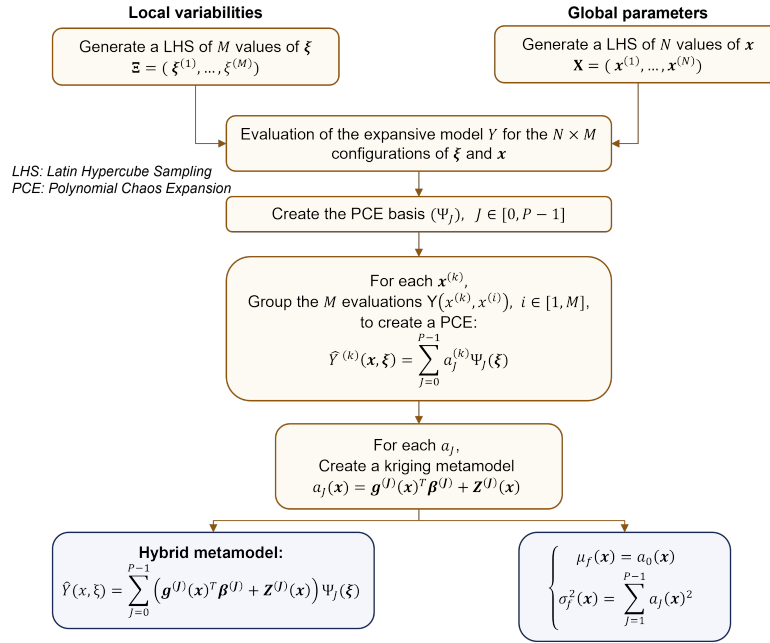 Local variabilities
Generate a LHS of M values of ξ
Ξ = ( ξ^(1), … , ξ^(M))
Global parameters
Generate a LHS of N values of x
X = ( x^(1), … , x^(N))
Evaluation of the expansive model Y for the N × M
configurations of ξ and x
LHS: Latin Hypercube Sampling
PCE: Polynomial Chaos Expansion
Create the PCE basis (Ψ_J), J ∈ [0, P − 1]
For each x^(k),
Group the M evaluations Y(x^(k), x^(i)), i ∈ [1, M],
to create a PCE:
Ŷ^(k)(x, ξ) = ∑_{J=0}^{P−1} a_J^(k) Ψ_J(ξ)
For each a_J,
Create a kriging metamodel
a_J(x) = g^(J)(x)^T β^(J) + Z^(J)(x)
Hybrid metamodel:
Ŷ(x, ξ) = ∑_{J=0}^{P−1} (g^(J)(x)^T β^(J) + Z^(J)(x)) Ψ_J(ξ)
{ μ_f(x) = a_0(x)
σ_f^2(x) = ∑_{J=1}^{P−1} a_J(x)^2